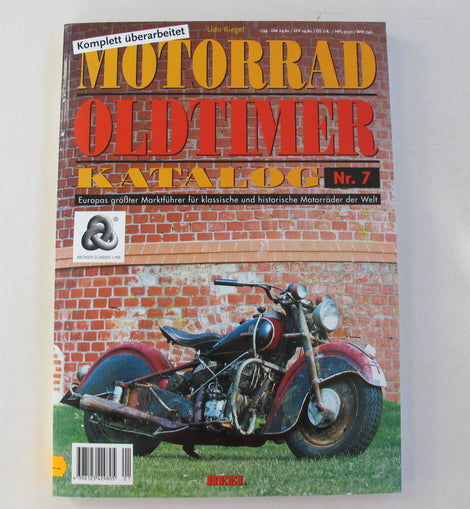 Komplett überarbeitet
Udo Riegel
MOTORRAD
OLDTIMER
KATALOG Nr. 7
Europas größter Marktführer für klassische und historische Motorräder der Welt
®
BECKER CLASSIC LINE
HEEL